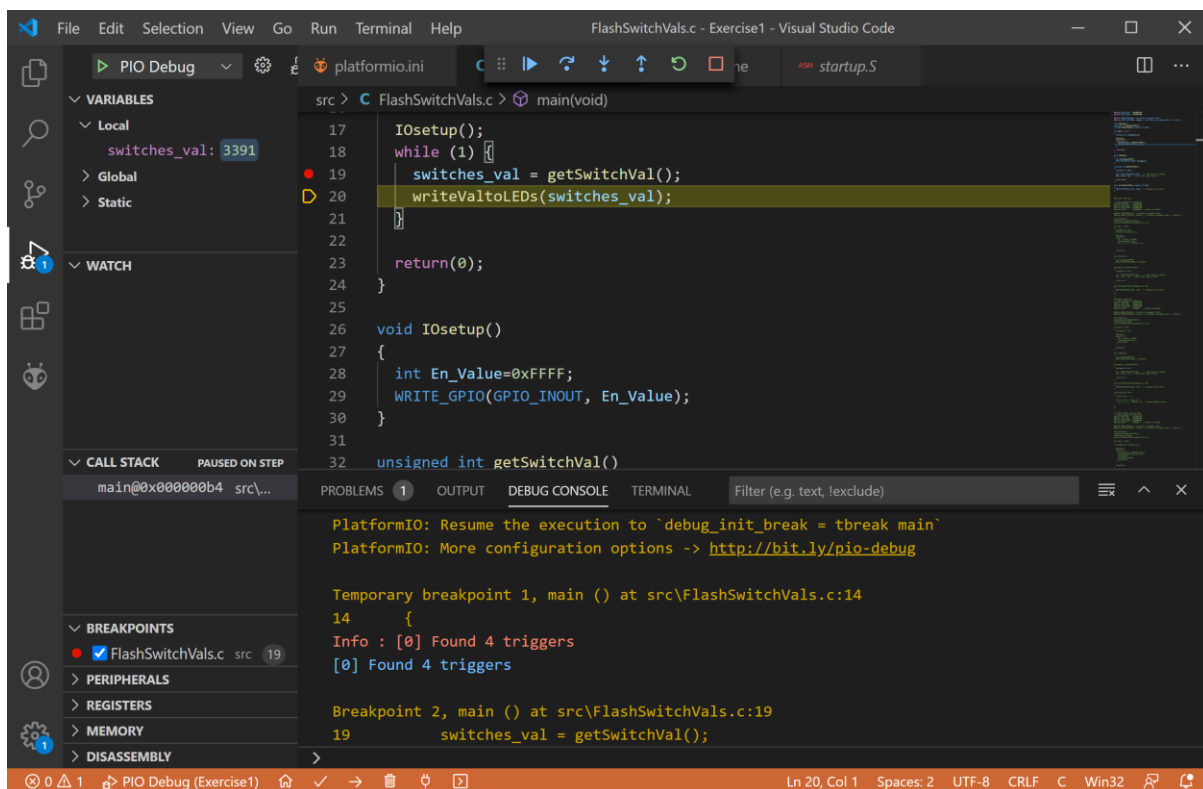 File Edit Selection View Go Run Terminal Help FlashSwitchVals.c - Exercise1 - Visual Studio Code
PIO Debug
platformio.ini C ne ASM startup.S
src > C FlashSwitchVals.c > main(void)
VARIABLES
Local
switches_val: 3391
Global
Static
WATCH
CALL STACK PAUSED ON STEP
main@0x000000b4 src\...
BREAKPOINTS
FlashSwitchVals.c src 19
PERIPHERALS
REGISTERS
MEMORY
DISASSEMBLY
1
1
17 IOsetup();
18 while (1) {
19 switches_val = getSwitchVal();
20 writeValtoLEDs(switches_val);
21 }
22
23 return(0);
24 }
25
26 void IOsetup()
27 {
28 int En_Value=0xFFFF;
29 WRITE_GPIO(GPIO_INOUT, En_Value);
30 }
31
32 unsigned int getSwitchVal()
PROBLEMS 1 OUTPUT DEBUG CONSOLE TERMINAL Filter (e.g. text, !exclude)
PlatformIO: Resume the execution to `debug_init_break = tbreak main`
PlatformIO: More configuration options -> http://bit.ly/pio-debug
Temporary breakpoint 1, main () at src\FlashSwitchVals.c:14
14 {
Info : [0] Found 4 triggers
[0] Found 4 triggers
Breakpoint 2, main () at src\FlashSwitchVals.c:19
19 switches_val = getSwitchVal();
>
0 1 PIO Debug (Exercise1) Ln 20, Col 1 Spaces: 2 UTF-8 CRLF C Win32